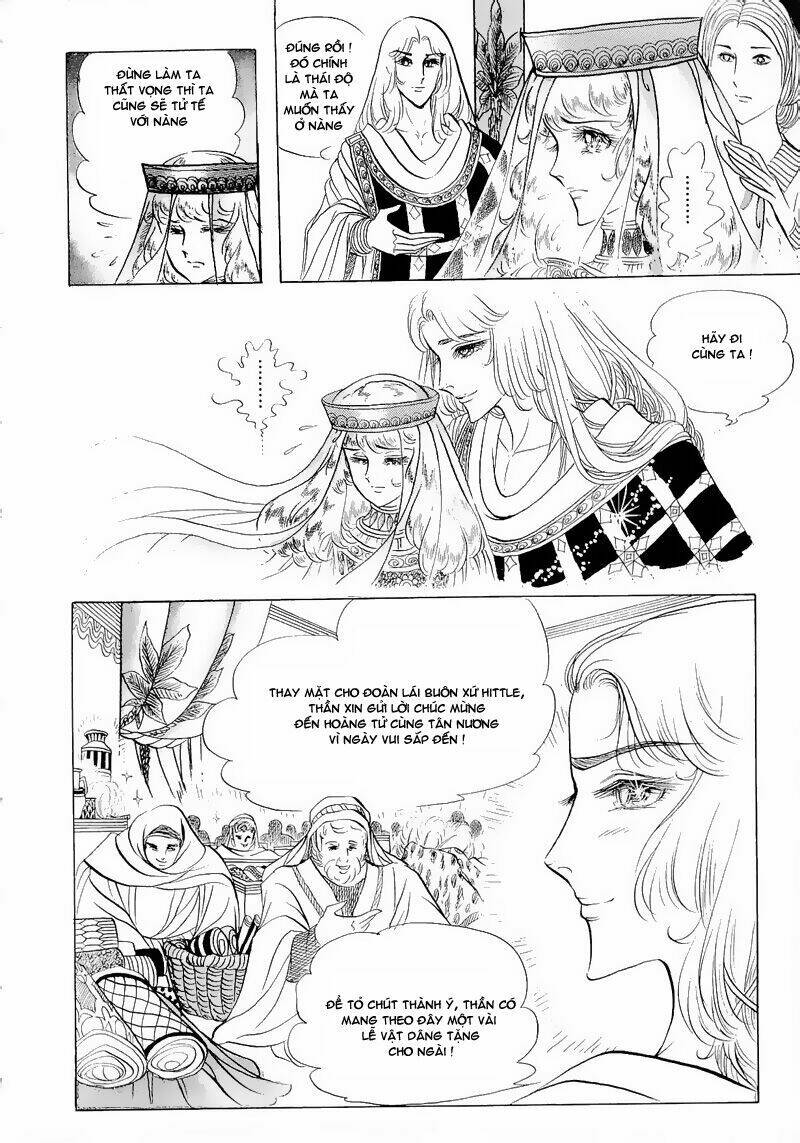 ĐÚNG RỒI !
ĐÓ CHÍNH
LÀ THÁI ĐỘ
MÀ TA
MUỐN THẤY
Ở NÀNG
..........
ĐỪNG LÀM TA
THẤT VỌNG THÌ TA
CŨNG SẼ TỬ TẾ
VỚI NÀNG
HÃY ĐI
CÙNG TA !
..........
THAY MẶT CHO ĐOÀN LÁI BUÔN XỨ HITTLE,
THẦN XIN GỬI LỜI CHÚC MỪNG
ĐẾN HOÀNG TỬ CÙNG TÂN NƯƠNG
VÌ NGÀY VUI SẮP ĐẾN !
ĐỂ TỎ CHÚT THÀNH Ý, THẦN CÓ
MANG THEO ĐÂY MỘT VÀI
LỄ VẬT DÂNG TẶNG
CHO NGÀI !